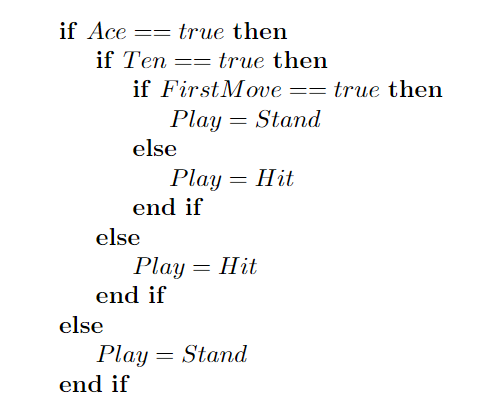 if Ace == true then
if Ten == true then
if FirstMove == true then
Play = Stand
else
Play = Hit
end if
else
Play = Hit
end if
else
Play = Stand
end if